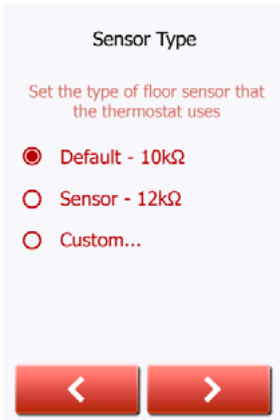 Sensor Type
Set the type of floor sensor that
the thermostat uses
Default - 10kΩ
Sensor - 12kΩ
Custom...